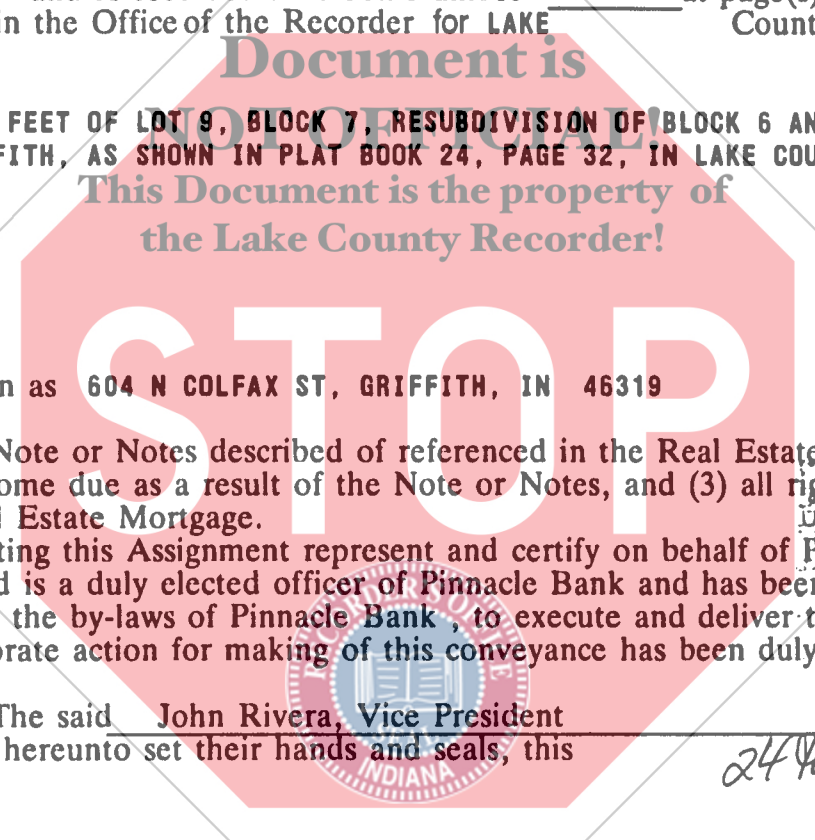 in the Office of the Recorder for LAKE County
Document is
NOT OFFICIAL!
FEET OF LOT 9, BLOCK 7, RESUBDIVISION OF BLOCK 6 AN
FITH, AS SHOWN IN PLAT BOOK 24, PAGE 32, IN LAKE COU
This Document is the property of
the Lake County Recorder!
STOP
n as 604 N COLFAX ST, GRIFFITH, IN 46319
Note or Notes described of referenced in the Real Estate
ome due as a result of the Note or Notes, and (3) all rig
l Estate Mortgage.
ting this Assignment represent and certify on behalf of P
d is a duly elected officer of Pinnacle Bank and has been
the by-laws of Pinnacle Bank , to execute and deliver t
orate action for making of this conveyance has been duly
The said John Rivera, Vice President
hereunto set their hands and seals, this 24th
SEAL
INDIANA